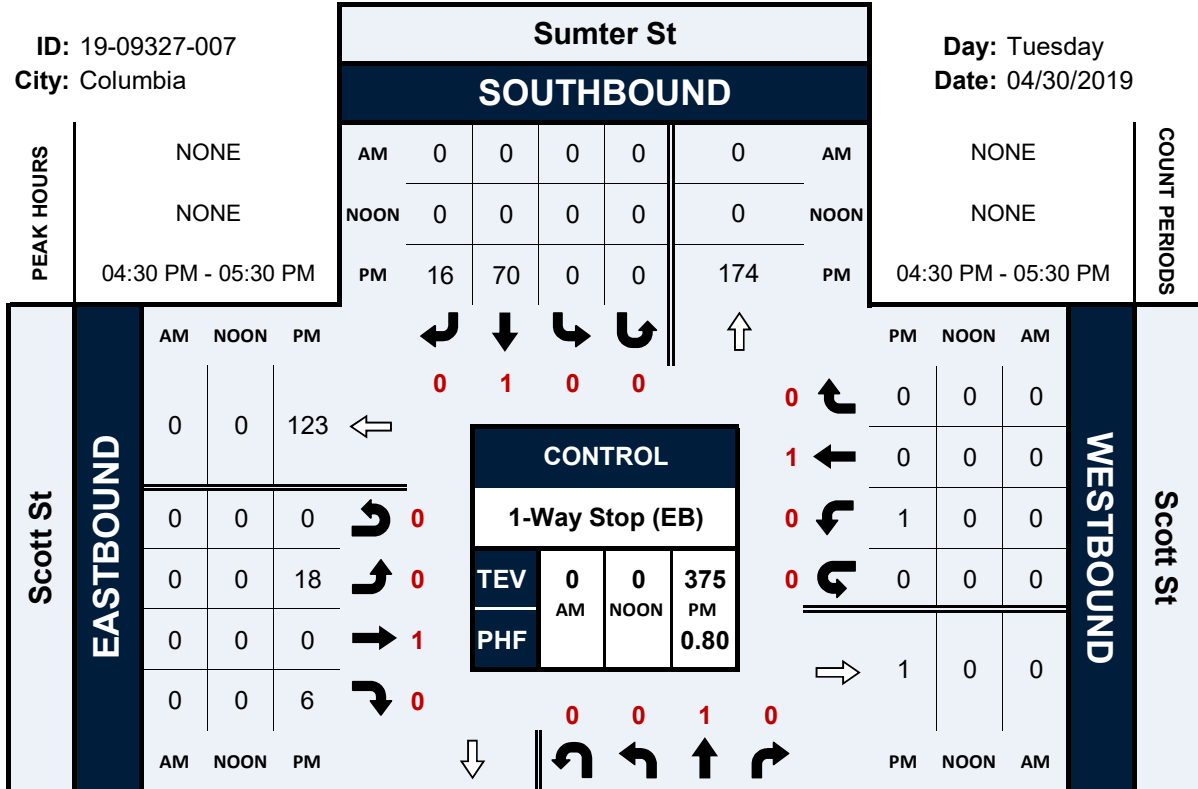 ID: 19-09327-007
City: Columbia
Sumter St
SOUTHBOUND
Day: Tuesday
Date: 04/30/2019
PEAK HOURS
NONE
NONE
04:30 PM - 05:30 PM
AM 0 0 0 0 0 AM
NOON 0 0 0 0 0 NOON
PM 16 70 0 0 174 PM
NONE
NONE
04:30 PM - 05:30 PM
COUNT PERIODS
0 1 0 0
Scott St
EASTBOUND
AM NOON PM
0 0 123
0 0 0 0
0 0 18 0
0 0 0 1
0 0 6 0
AM NOON PM
CONTROL
1-Way Stop (EB)
TEV 0 0 375
AM NOON PM
PHF 0.80
PM NOON AM
0 0 0 0
1 0 0 0
0 1 0 0
0 0 0 0
1 0 0
PM NOON AM
WESTBOUND
Scott St
0 0 1 0